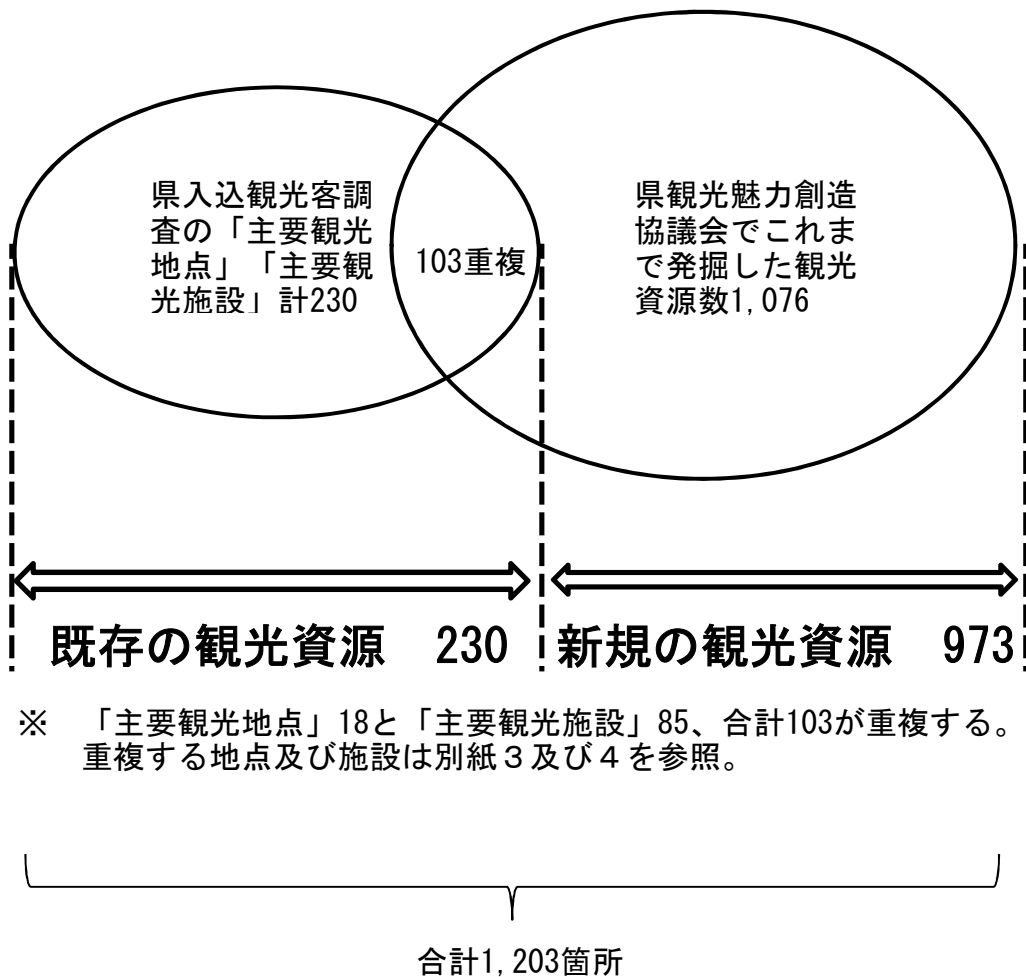 県入込観光客調
査の「主要観光
地点」「主要観
光施設」計230
103重複
県観光魅力創造
協議会でこれま
で発掘した観光
資源数1,076
既存の観光資源　230
新規の観光資源　973
※　「主要観光地点」18と「主要観光施設」85、合計103が重複する。
重複する地点及び施設は別紙３及び４を参照。
合計1,203箇所